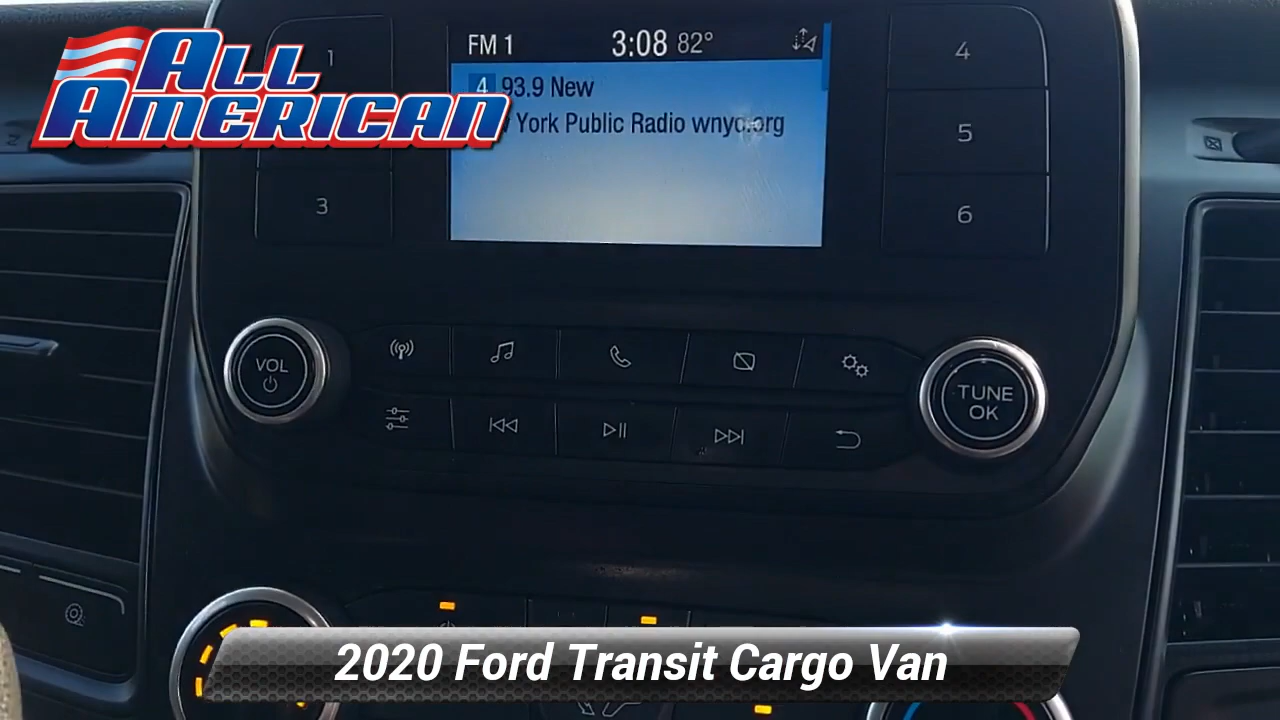 ALL
AMERICAN
FM 1 3:08 82°
1
4 93.9 New
York Public Radio wnyc.org
4
5
3
6
VOL
TUNE
OK
2020 Ford Transit Cargo Van